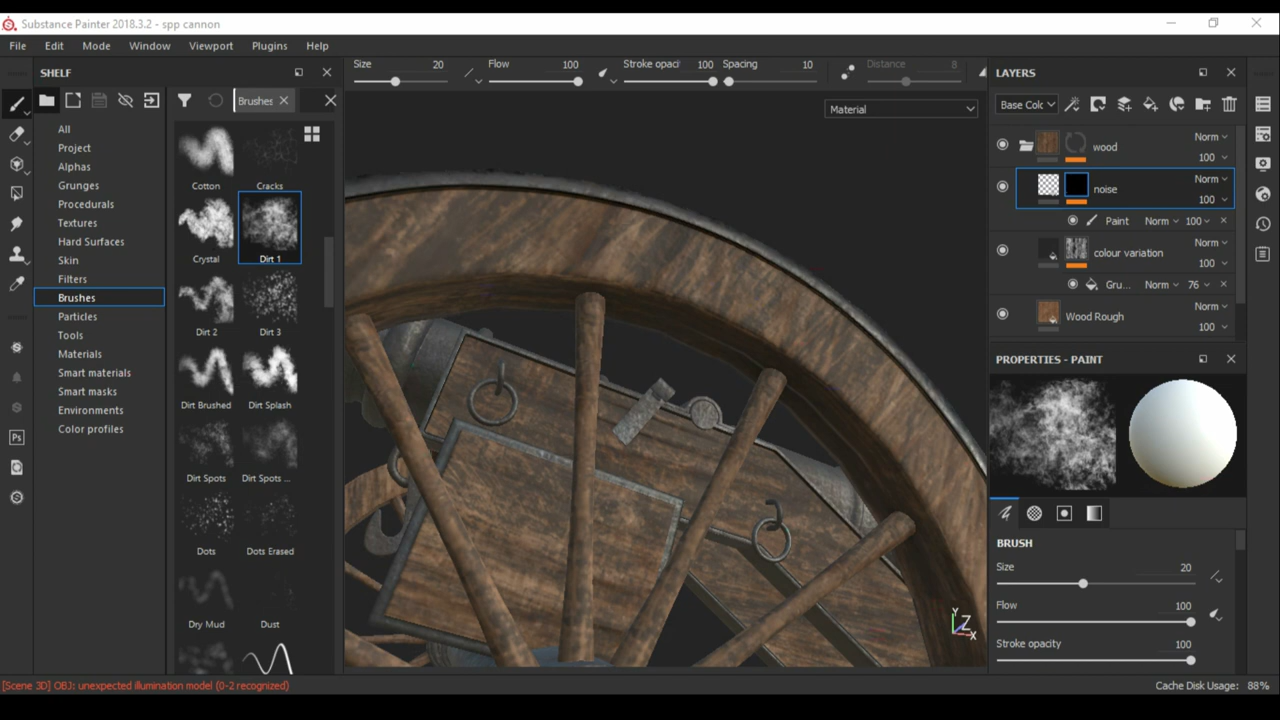 Substance Painter 2018.3.2 - spp cannon
File Edit Mode Window Viewport Plugins Help
SHELF
Brushes
All
Project
Alphas
Grunges
Procedurals
Textures
Hard Surfaces
Skin
Filters
Brushes
Particles
Tools
Materials
Smart materials
Smart masks
Environments
Color profiles
Cotton Cracks
Crystal Dirt 1
Dirt 2 Dirt 3
Dirt Brushed Dirt Splash
Dirt Spots Dirt Spots ...
Dots Dots Erased
Dry Mud Dust
Size 20 Flow 100 Stroke opaci 100 Spacing 10 Distance 8
Material
LAYERS
Base Colc
wood Norm
100
noise Norm
100
Paint Norm 100
colour variation Norm
100
Gru... Norm 76
Wood Rough Norm
100
PROPERTIES - PAINT
BRUSH
Size 20
Flow 100
Stroke opacity 100
Y Z X
Ps
[Scene 3D] OBJ: unexpected illumination model (0-2 recognized)
Cache Disk Usage: 88%